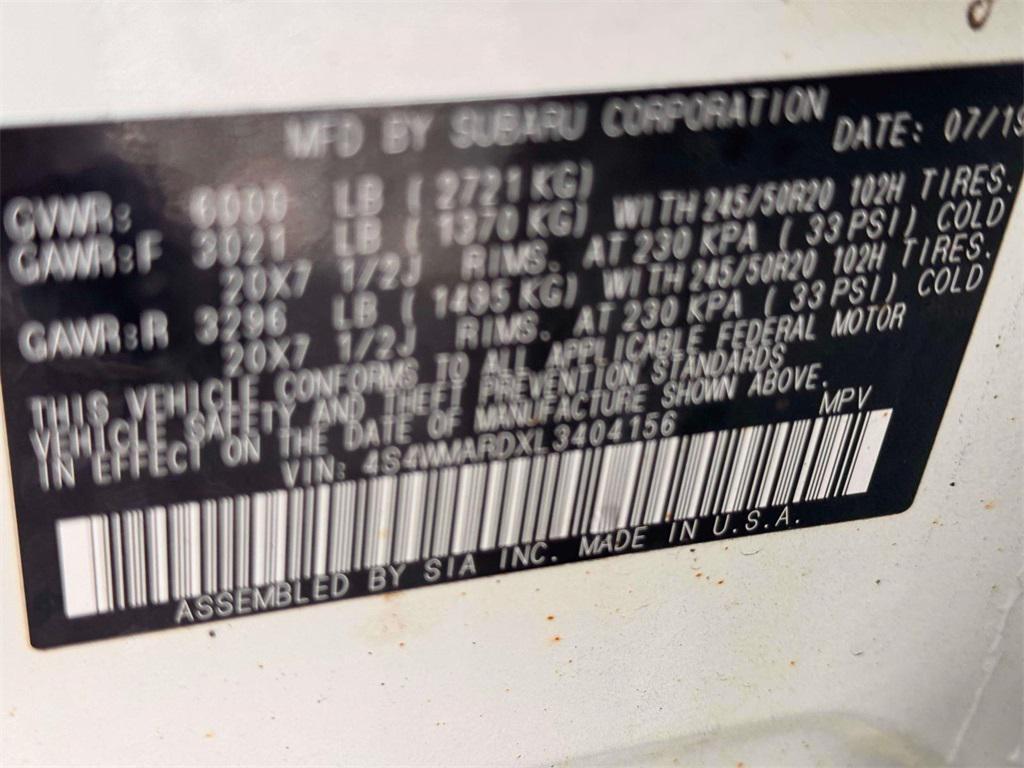 MFD BY SUBARU CORPORATION DATE: 07/19
GVWR: 6000 LB ( 2721 KG)
GAWR:F 3021 LB ( 1370 KG) WITH 245/50R20 102H TIRES.
20X7 1/2J RIMS. AT 230 KPA ( 33 PSI) COLD
GAWR:R 3296 LB ( 1495 KG) WITH 245/50R20 102H TIRES.
20X7 1/2J RIMS. AT 230 KPA ( 33 PSI) COLD
THIS VEHICLE CONFORMS TO ALL APPLICABLE FEDERAL MOTOR
VEHICLE SAFETY AND THEFT PREVENTION STANDARDS
IN EFFECT ON THE DATE OF MANUFACTURE SHOWN ABOVE.
VIN: 4S4WMARDXL3404156 MPV
ASSEMBLED BY SIA INC. MADE IN U.S.A.